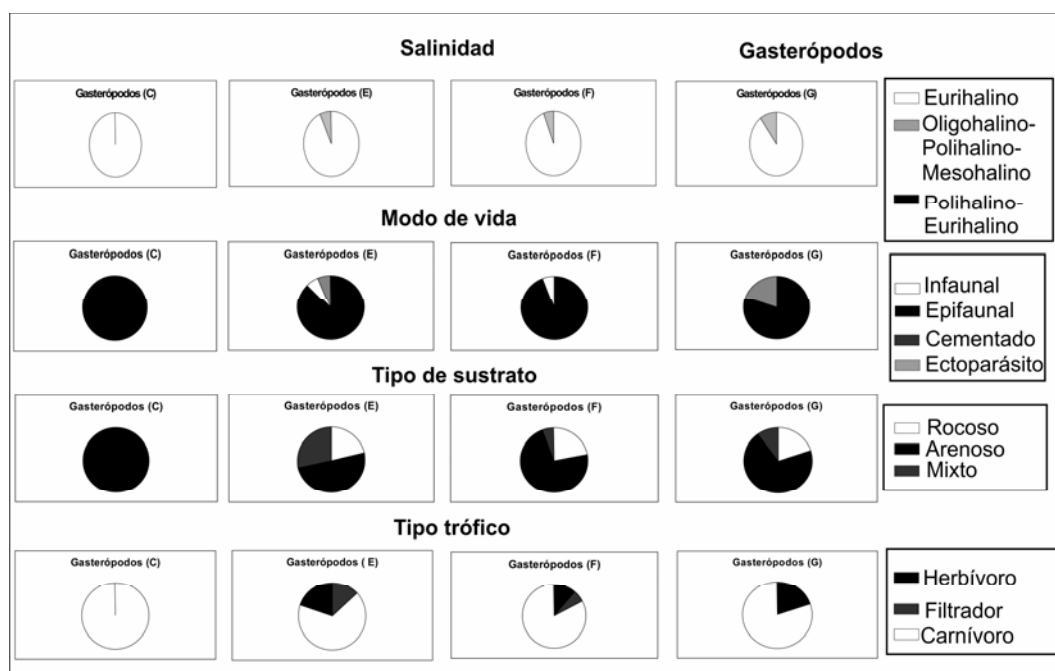 Salinidad
Gasterópodos
Gasterópodos (C)
Gasterópodos (E)
Gasterópodos (F)
Gasterópodos (G)
Eurihalino
Oligohalino-
Polihalino-
Mesohalino
Polihalino-
Eurihalino
Modo de vida
Gasterópodos (C)
Gasterópodos (E)
Gasterópodos (F)
Gasterópodos (G)
Infaunal
Epifaunal
Cementado
Ectoparásito
Tipo de sustrato
Gasterópodos (C)
Gasterópodos (E)
Gasterópodos (F)
Gasterópodos (G)
Rocoso
Arenoso
Mixto
Tipo trófico
Gasterópodos (C)
Gasterópodos ( E)
Gasterópodos (F)
Gasterópodos (G)
Herbívoro
Filtrador
Carnívoro